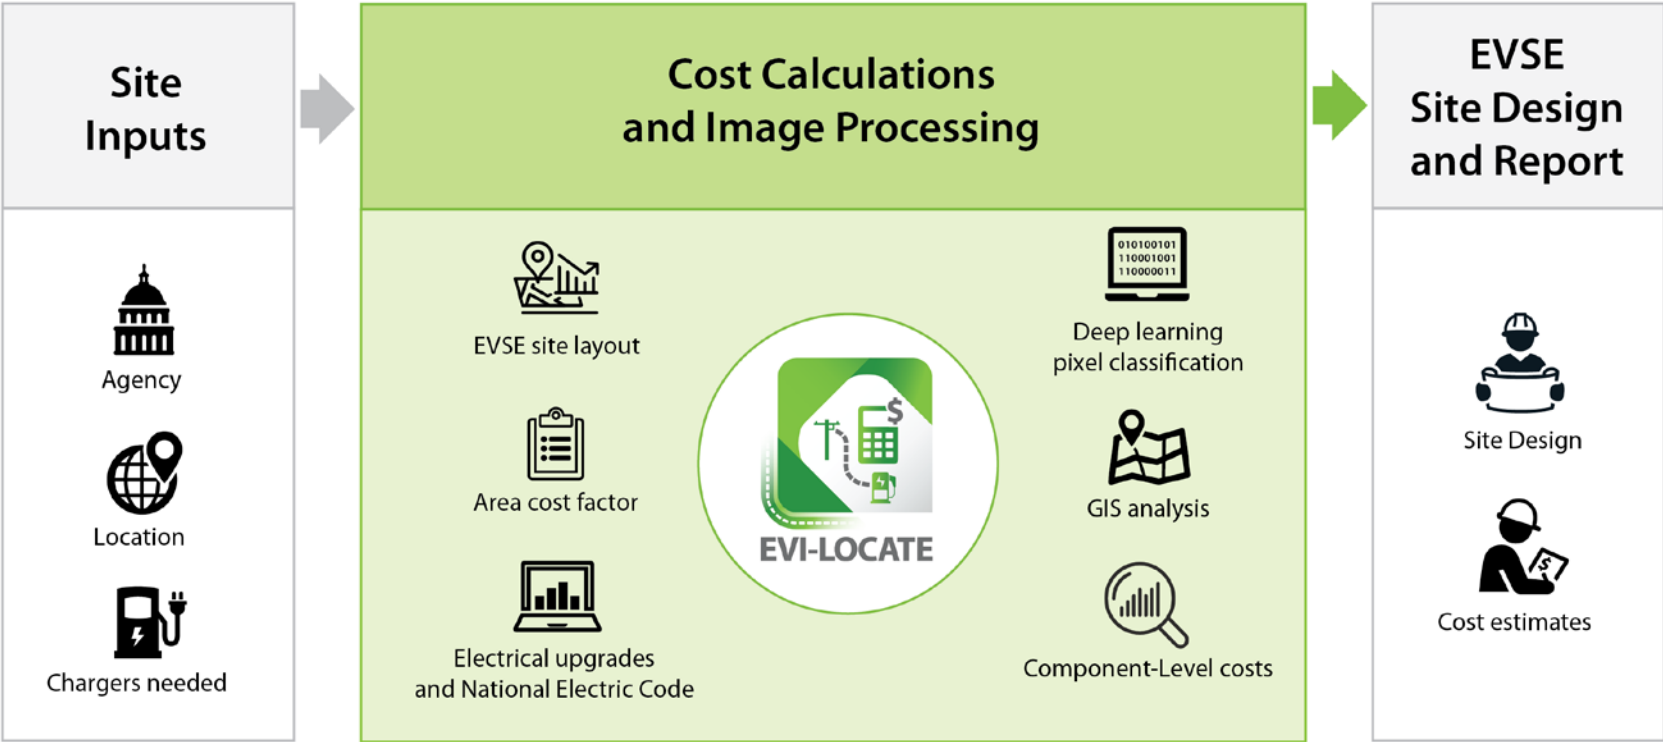 Site
Inputs
Agency
Location
Chargers needed
Cost Calculations
and Image Processing
EVSE site layout
Area cost factor
Electrical upgrades
and National Electric Code
$
EVI-LOCATE
010100101
110001001
110000011
Deep learning
pixel classification
GIS analysis
Component-Level costs
EVSE
Site Design
and Report
Site Design
$
Cost estimates